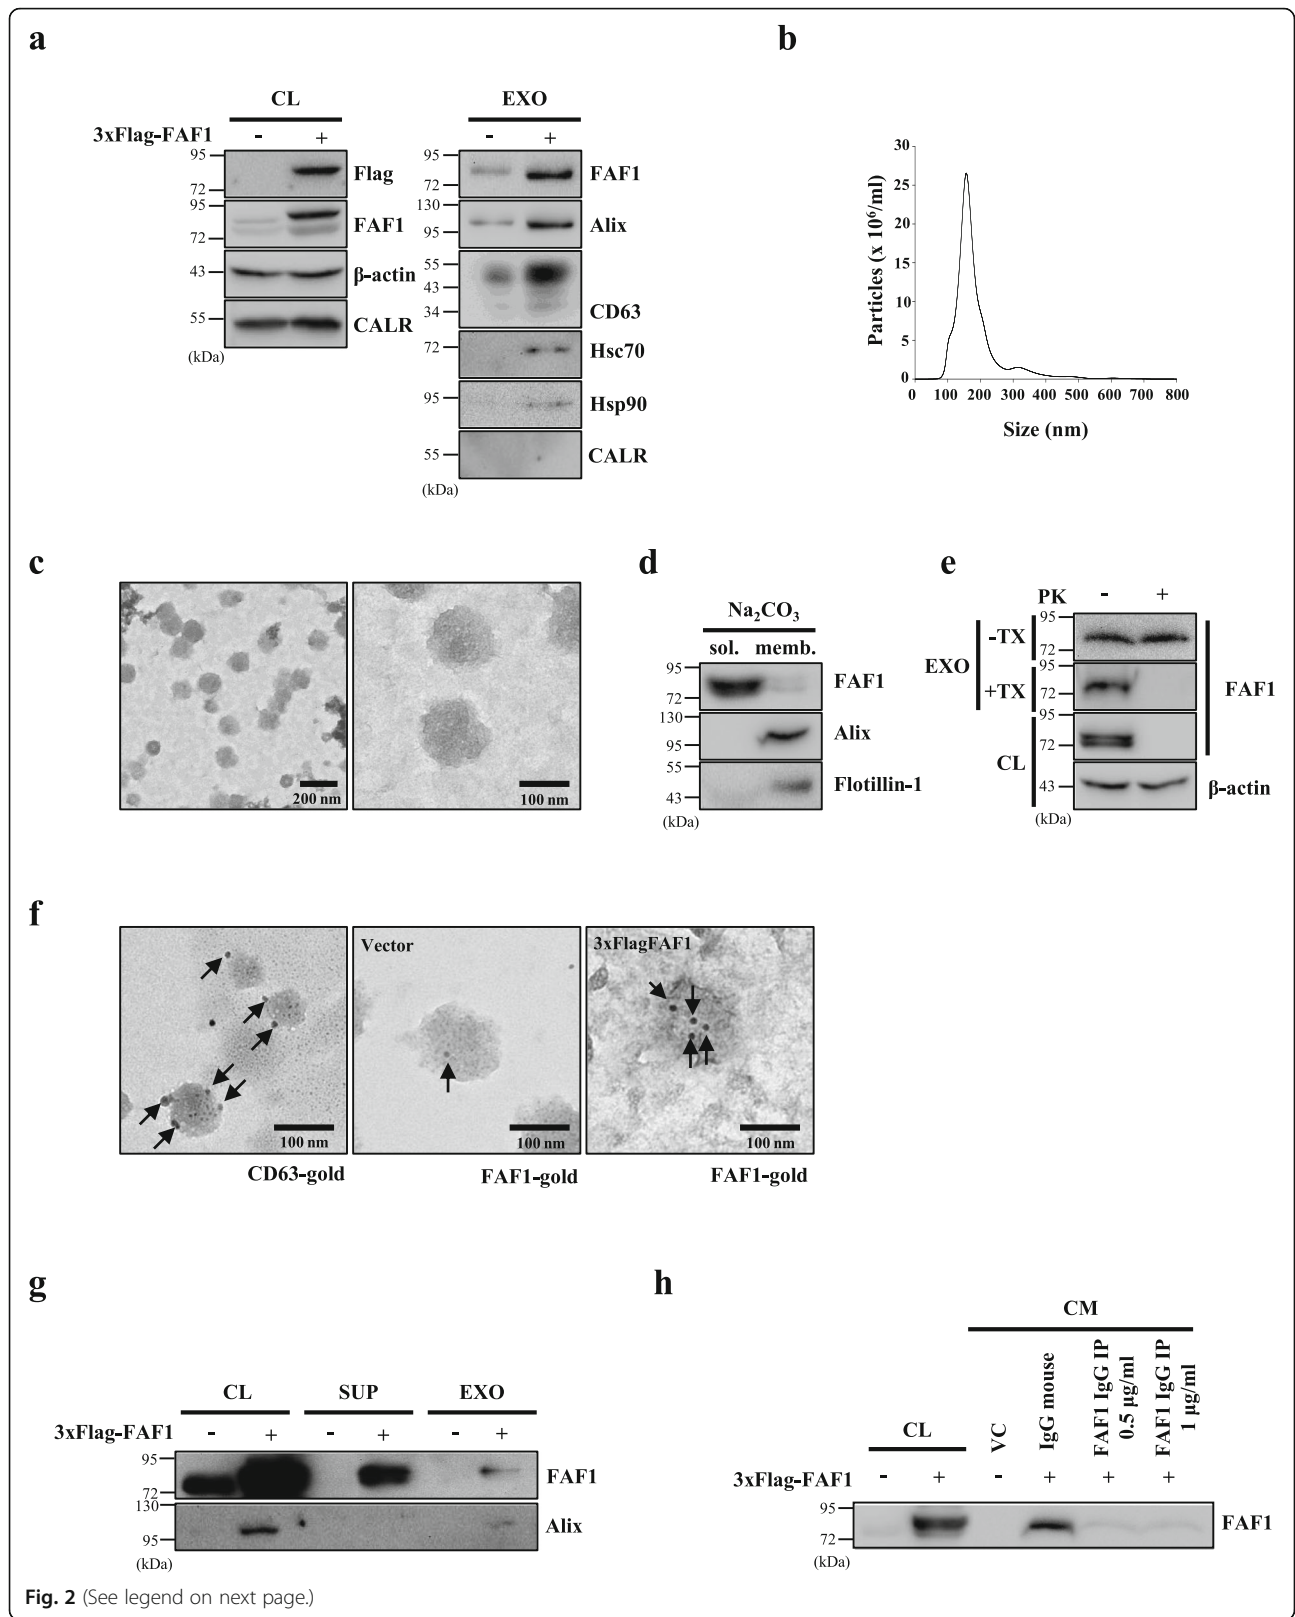 a
CL
3xFlag-FAF1 - +
95
72
Flag
95
72
FAF1
43
β-actin
55
CALR
(kDa)
EXO
- +
95
72
FAF1
130
95
Alix
55
43
34
CD63
72
Hsc70
95
Hsp90
55
CALR
(kDa)
b
Particles (x 10⁶/ml)
30
25
20
15
10
5
0
0 100 200 300 400 500 600 700 800
Size (nm)
c
200 nm
100 nm
d
Na₂CO₃
sol. memb.
95
72
FAF1
130
95
Alix
55
43
Flotillin-1
(kDa)
e
PK - +
EXO
-TX
95
72
+TX
95
72
FAF1
CL
95
72
43
β-actin
(kDa)
f
100 nm
CD63-gold
Vector
100 nm
FAF1-gold
3xFlagFAF1
100 nm
FAF1-gold
g
CL SUP EXO
3xFlag-FAF1 - + - + - +
95
72
FAF1
130
95
Alix
(kDa)
h
CM
CL
VC
IgG mouse
FAF1 IgG IP
0.5 μg/ml
FAF1 IgG IP
1 μg/ml
3xFlag-FAF1 - + - + + +
95
72
FAF1
(kDa)
Fig. 2 (See legend on next page.)